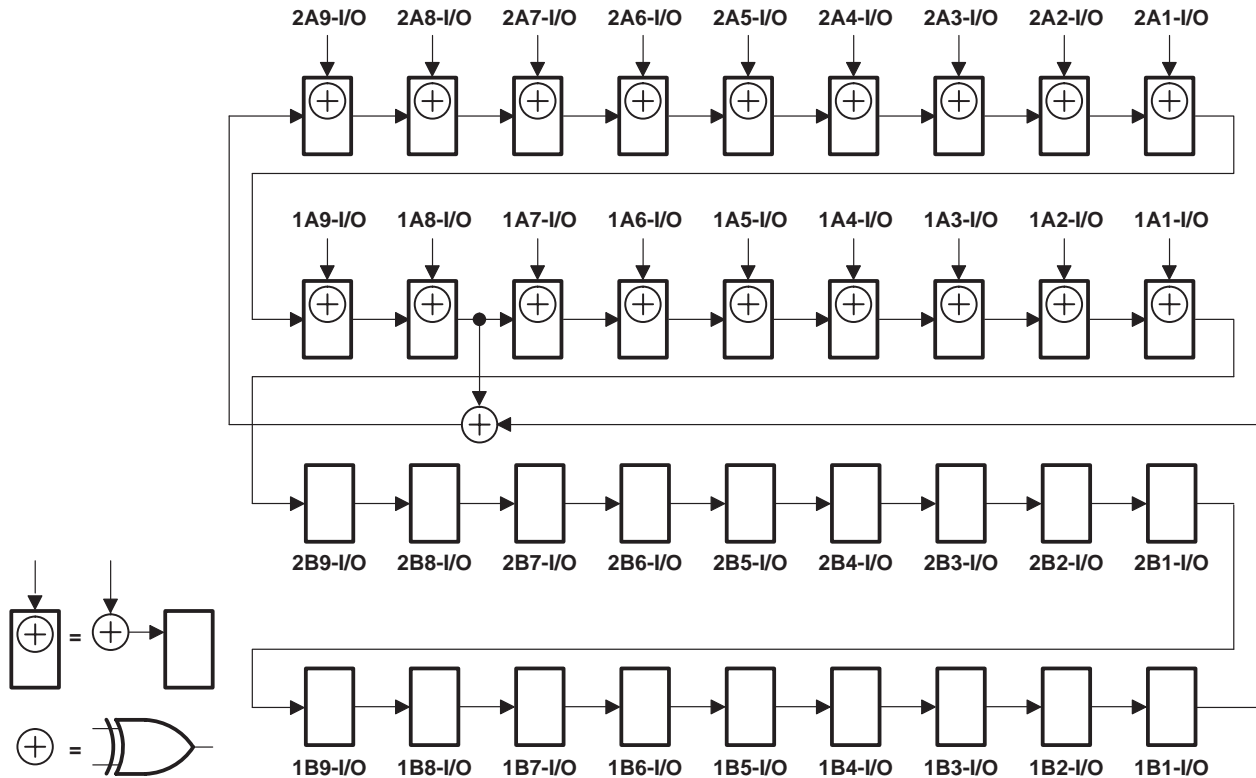 2A9-I/O 2A8-I/O 2A7-I/O 2A6-I/O 2A5-I/O 2A4-I/O 2A3-I/O 2A2-I/O 2A1-I/O
1A9-I/O 1A8-I/O 1A7-I/O 1A6-I/O 1A5-I/O 1A4-I/O 1A3-I/O 1A2-I/O 1A1-I/O
2B9-I/O 2B8-I/O 2B7-I/O 2B6-I/O 2B5-I/O 2B4-I/O 2B3-I/O 2B2-I/O 2B1-I/O
=
=
1B9-I/O 1B8-I/O 1B7-I/O 1B6-I/O 1B5-I/O 1B4-I/O 1B3-I/O 1B2-I/O 1B1-I/O